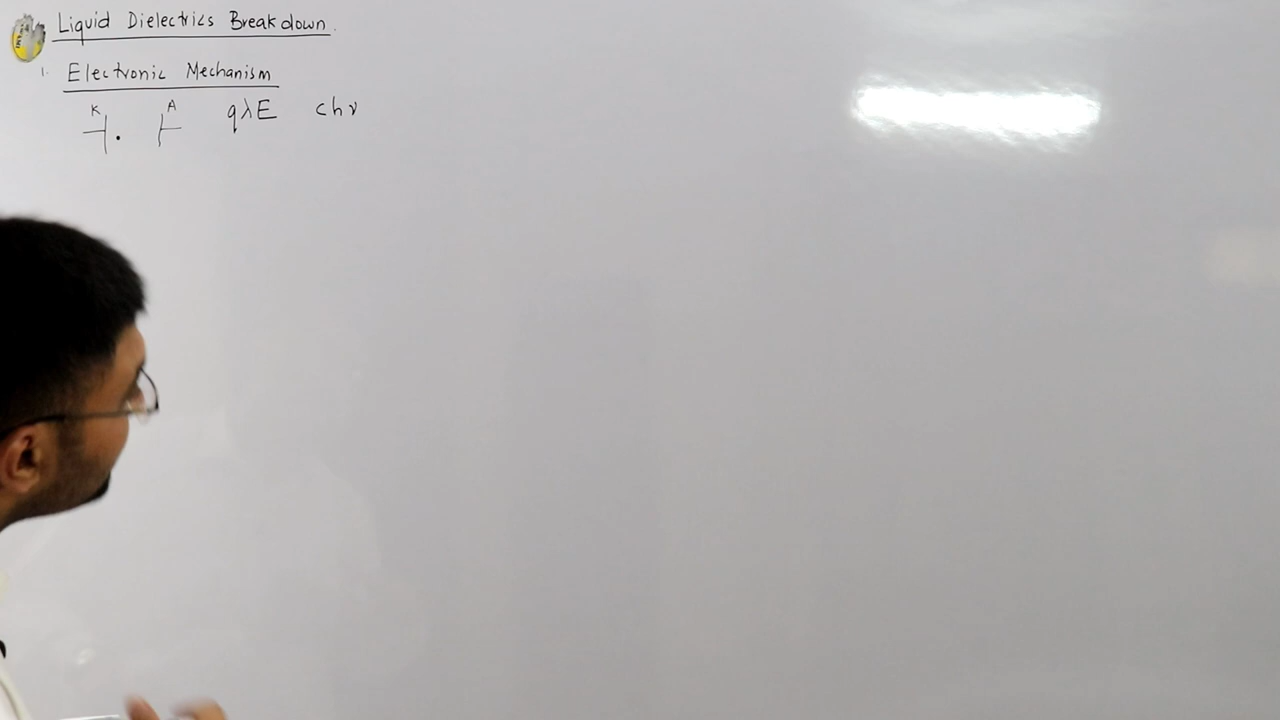 Liquid Dielectrics Breakdown.
1. Electronic Mechanism
K A qλE chν